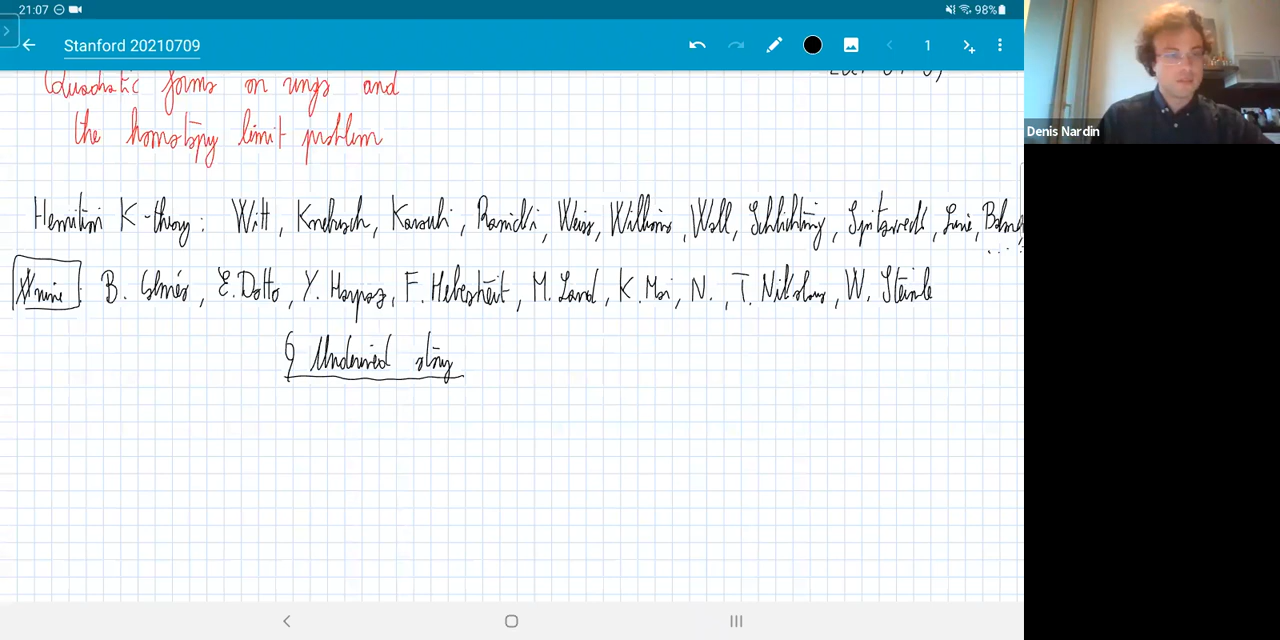 21:07
98%
Stanford 20210709
1
Quadratic forms on rings and
the homotopy limit problem
Hermitian K-theory: Witt, Knebusch, Karoubi, Ranicki, Weiss, Williams, Wall, Schlichting, Spitzweck, Lurie, Balmer, ...
B. Calmès, E. Dotto, Y. Harpaz, F. Hebestreit, M. Land, K. Moi, N., T. Nikolaus, W. Steimle
§ Underived story
Denis Nardin